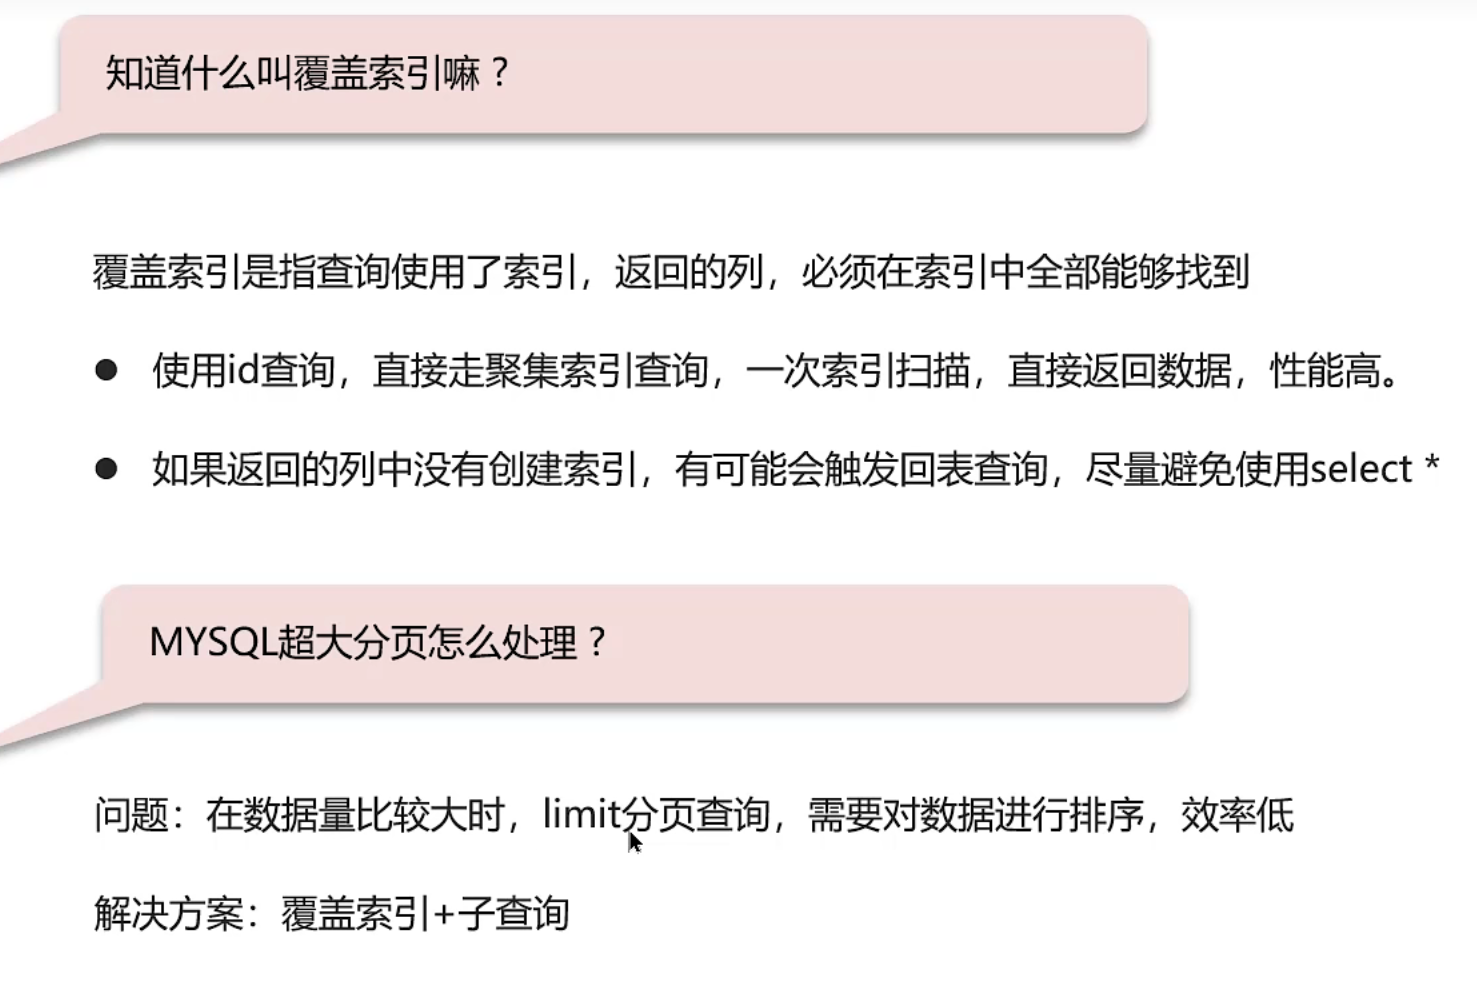 知道什么叫覆盖索引嘛？
覆盖索引是指查询使用了索引，返回的列，必须在索引中全部能够找到
● 使用id查询，直接走聚集索引查询，一次索引扫描，直接返回数据，性能高。
● 如果返回的列中没有创建索引，有可能会触发回表查询，尽量避免使用select *
MYSQL超大分页怎么处理？
问题：在数据量比较大时，limit分页查询，需要对数据进行排序，效率低
解决方案：覆盖索引+子查询